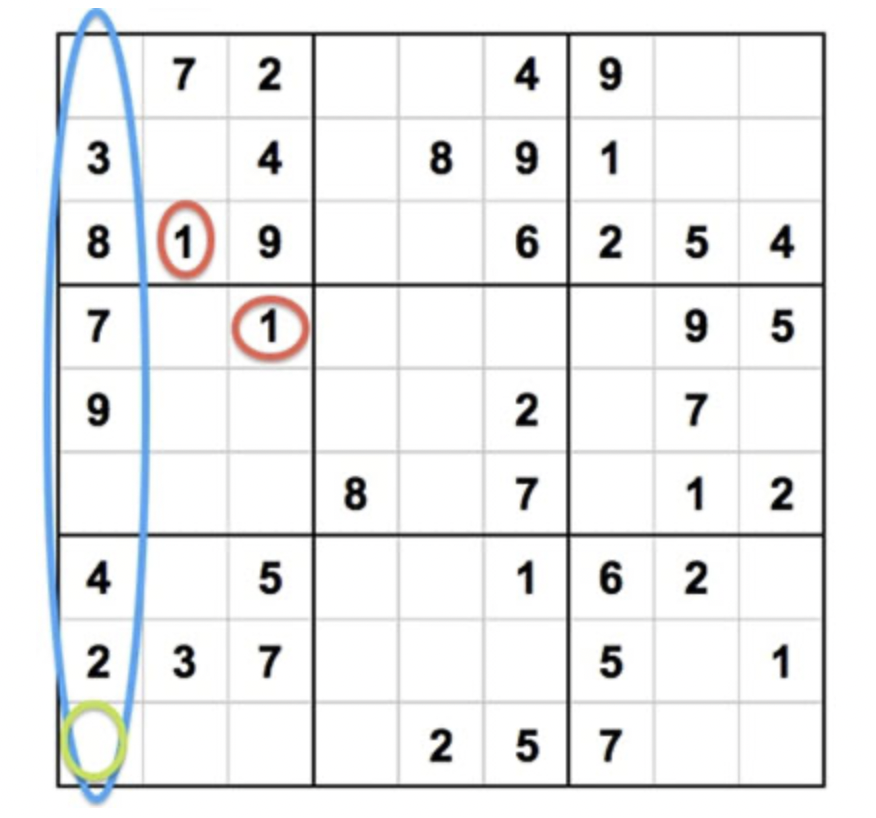 7 2 4 9
3 4 8 9 1
8 1 9 6 2 5 4
7 1 9 5
9 2 7
8 7 1 2
4 5 1 6 2
2 3 7 5 1
2 5 7